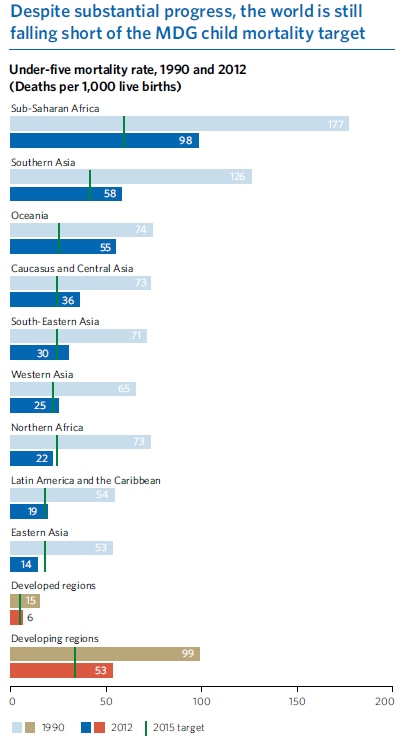 Despite substantial progress, the world is still
falling short of the MDG child mortality target
Under-five mortality rate, 1990 and 2012
(Deaths per 1,000 live births)
Sub-Saharan Africa
177
98
Southern Asia
126
58
Oceania
74
55
Caucasus and Central Asia
73
36
South-Eastern Asia
71
30
Western Asia
65
25
Northern Africa
73
22
Latin America and the Caribbean
54
19
Eastern Asia
53
14
Developed regions
15
6
Developing regions
99
53
0 50 100 150 200
1990 2012 2015 target